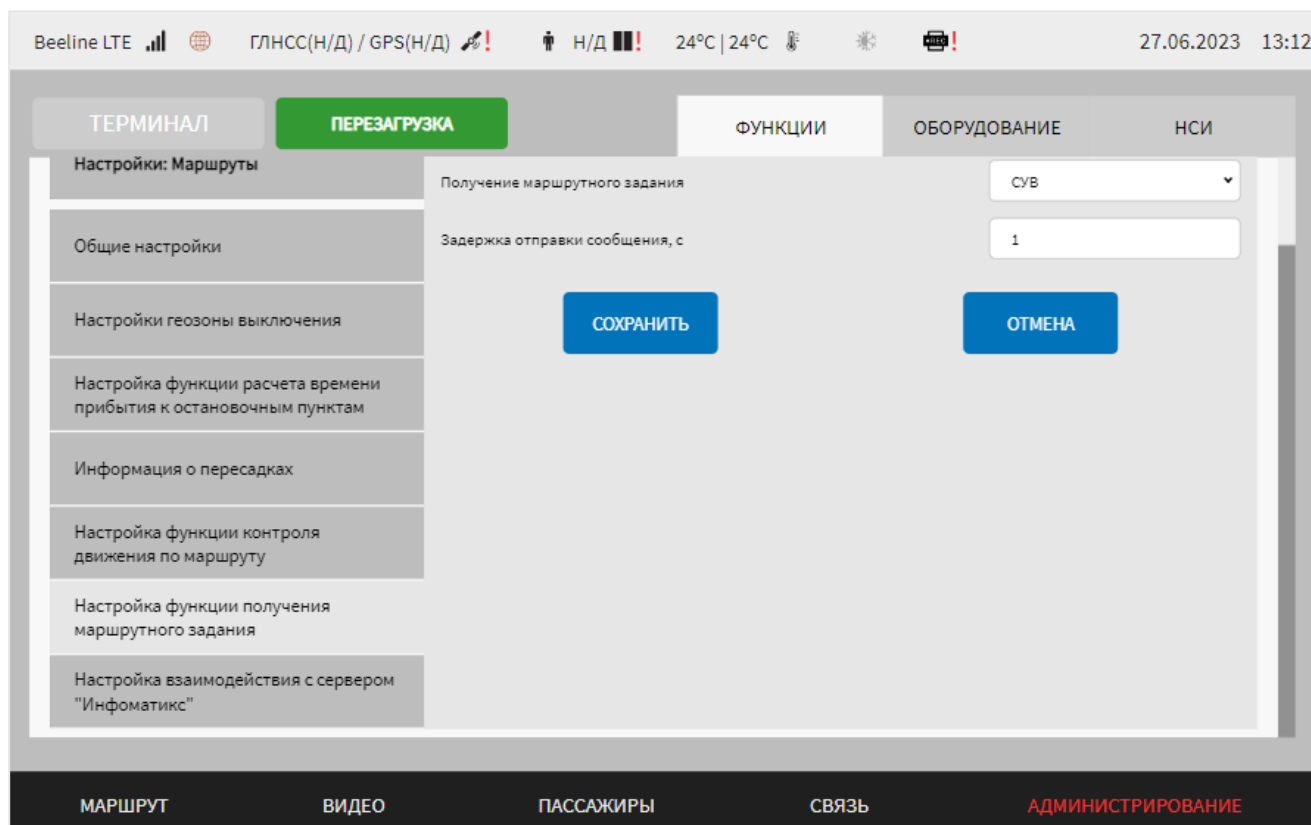 Beeline LTE ГЛНСС(Н/Д) / GPS(Н/Д) ! Н/Д ! 24°C | 24°C REC ! 27.06.2023 13:12
ТЕРМИНАЛ ПЕРЕЗАГРУЗКА ФУНКЦИИ ОБОРУДОВАНИЕ НСИ
Настройки: Маршруты
Получение маршрутного задания СУВ
Общие настройки
Задержка отправки сообщения, с 1
Настройки геозоны выключения
СОХРАНИТЬ ОТМЕНА
Настройка функции расчета времени
прибытия к остановочным пунктам
Информация о пересадках
Настройка функции контроля
движения по маршруту
Настройка функции получения
маршрутного задания
Настройка взаимодействия с сервером
"Инфоматикс"
МАРШРУТ ВИДЕО ПАССАЖИРЫ СВЯЗЬ АДМИНИСТРИРОВАНИЕ